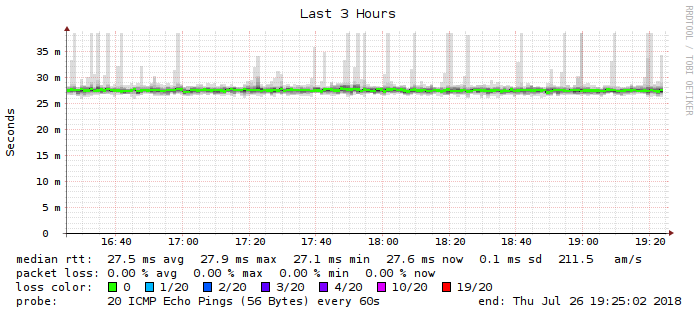 Last 3 Hours
RRDTOOL / TOBI OETIKER
Seconds
35 m
30 m
25 m
20 m
15 m
10 m
5 m
0
16:40 17:00 17:20 17:40 18:00 18:20 18:40 19:00 19:20
median rtt: 27.5 ms avg 27.9 ms max 27.1 ms min 27.6 ms now 0.1 ms sd 211.5 am/s
packet loss: 0.00 % avg 0.00 % max 0.00 % min 0.00 % now
loss color: 0 1/20 2/20 3/20 4/20 10/20 19/20
probe: 20 ICMP Echo Pings (56 Bytes) every 60s end: Thu Jul 26 19:25:02 2018